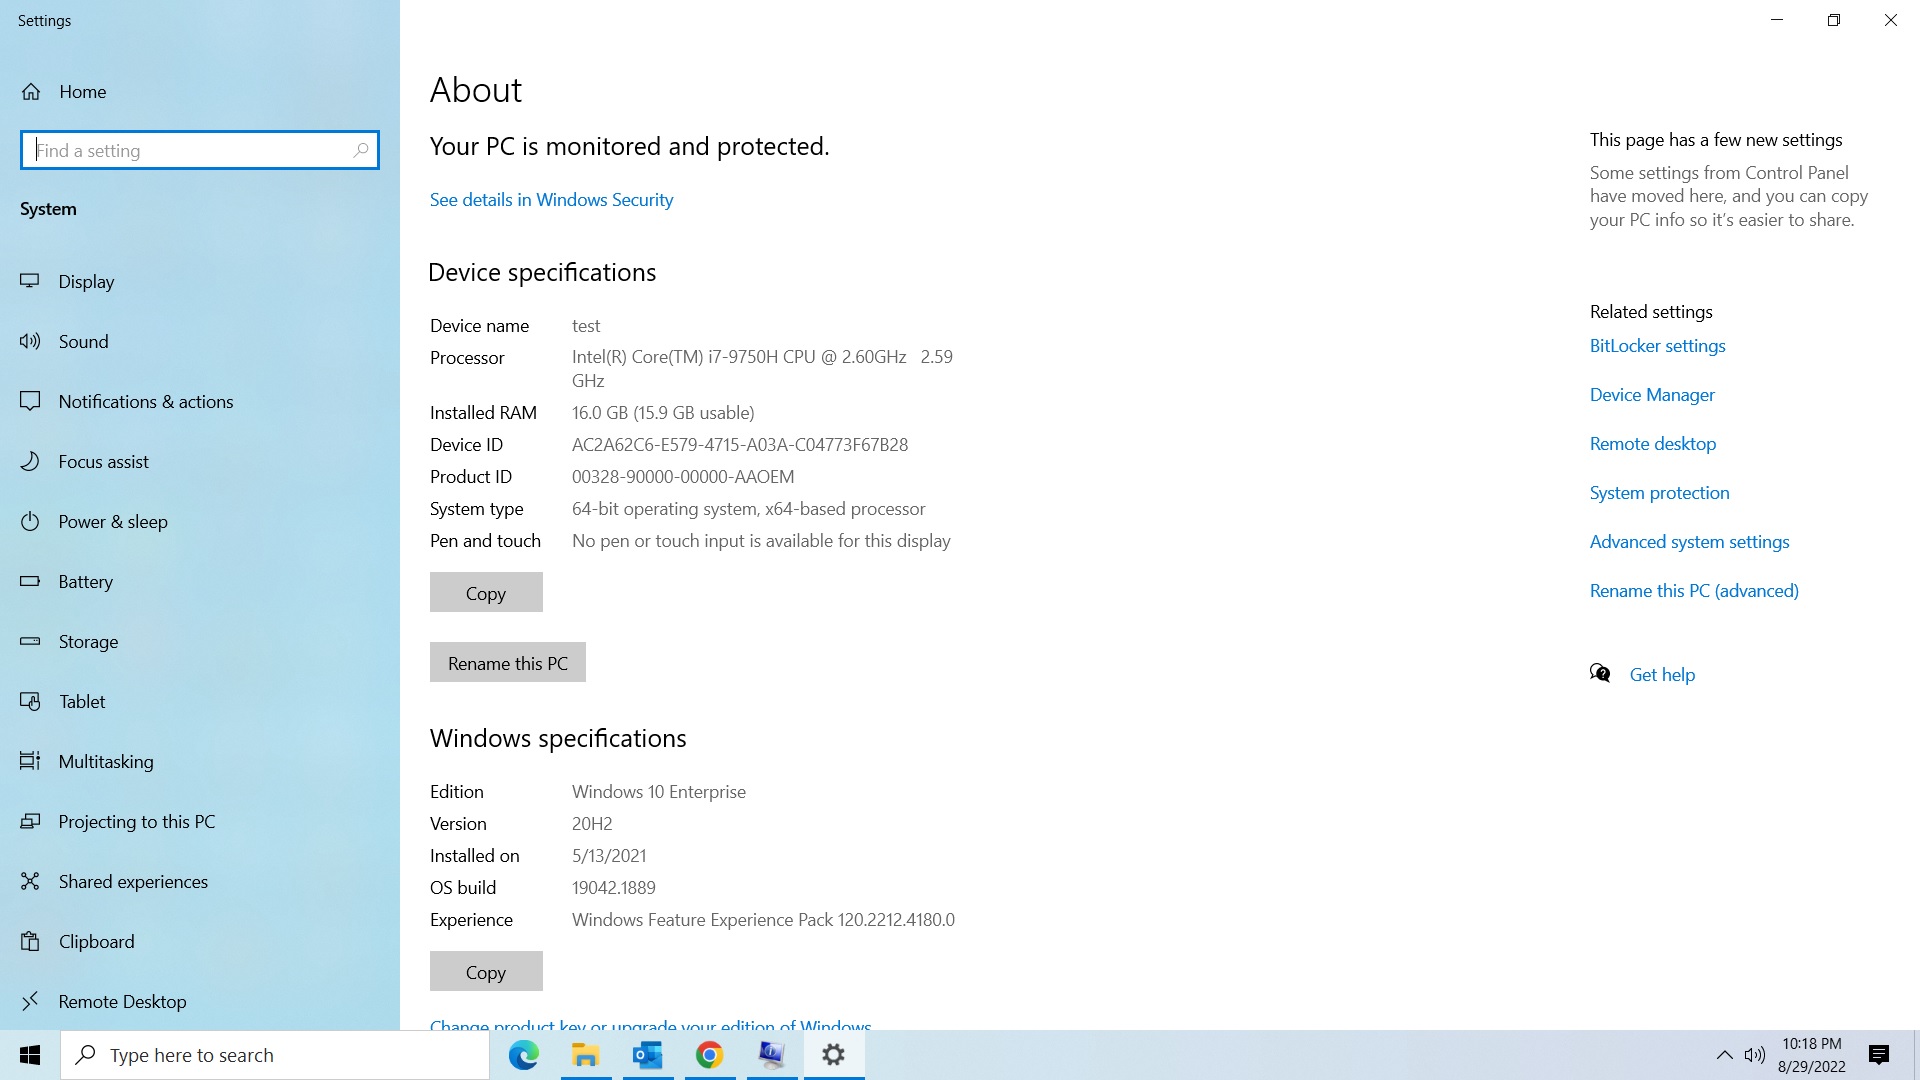 Settings
Home
Find a setting
System
Display
Sound
Notifications & actions
Focus assist
Power & sleep
Battery
Storage
Tablet
Multitasking
Projecting to this PC
Shared experiences
Clipboard
Remote Desktop
About
Your PC is monitored and protected.
See details in Windows Security
Device specifications
Device name test
Processor Intel(R) Core(TM) i7-9750H CPU @ 2.60GHz 2.59
GHz
Installed RAM 16.0 GB (15.9 GB usable)
Device ID AC2A62C6-E579-4715-A03A-C04773F67B28
Product ID 00328-90000-00000-AAOEM
System type 64-bit operating system, x64-based processor
Pen and touch No pen or touch input is available for this display
Copy
Rename this PC
Windows specifications
Edition Windows 10 Enterprise
Version 20H2
Installed on 5/13/2021
OS build 19042.1889
Experience Windows Feature Experience Pack 120.2212.4180.0
Copy
Change product key or upgrade your edition of Windows
This page has a few new settings
Some settings from Control Panel
have moved here, and you can copy
your PC info so it's easier to share.
Related settings
BitLocker settings
Device Manager
Remote desktop
System protection
Advanced system settings
Rename this PC (advanced)
Get help
Type here to search
10:18 PM
8/29/2022